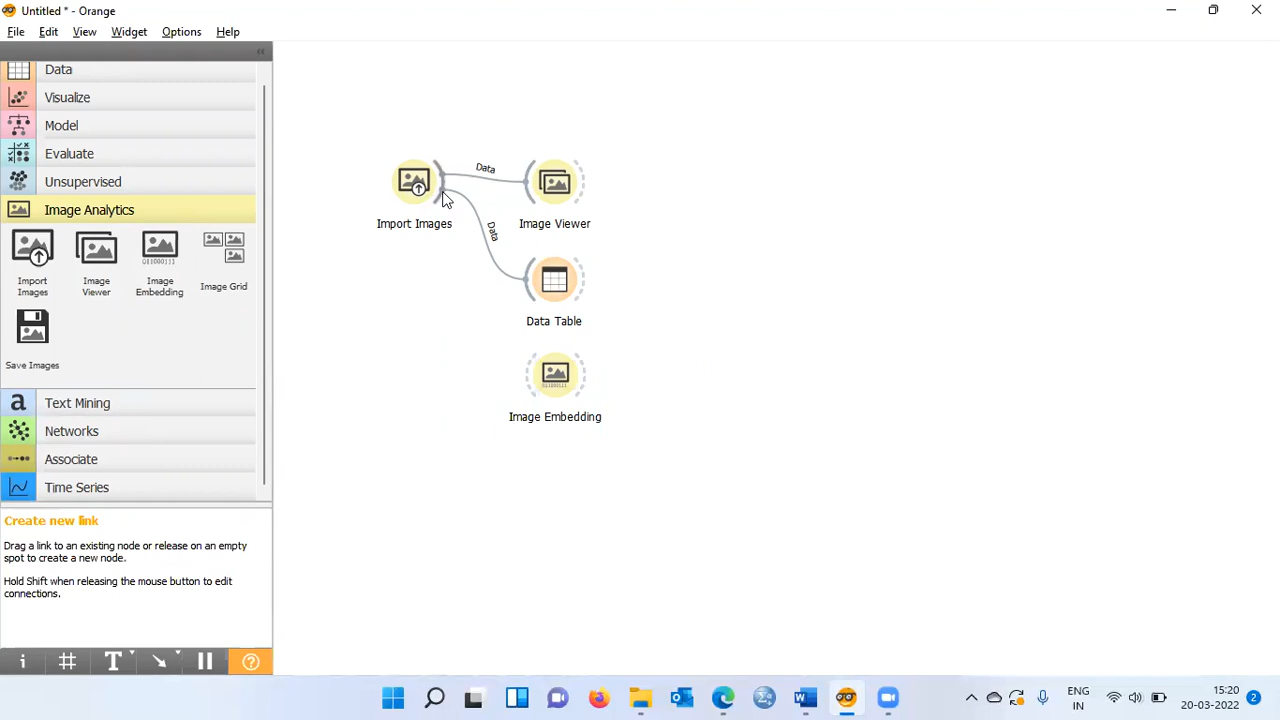 Untitled * - Orange
File Edit View Widget Options Help
Data
Visualize
Model
Evaluate
Unsupervised
Image Analytics
Import Images
Image Viewer
Image Embedding
Image Grid
Save Images
a Text Mining
Networks
Associate
Time Series
Create new link
Drag a link to an existing node or release on an empty
spot to create a new node.
Hold Shift when releasing the mouse button to edit
connections.
Data
Import Images
Image Viewer
Data
Data Table
Image Embedding
ENG
IN
15:20
20-03-2022
2